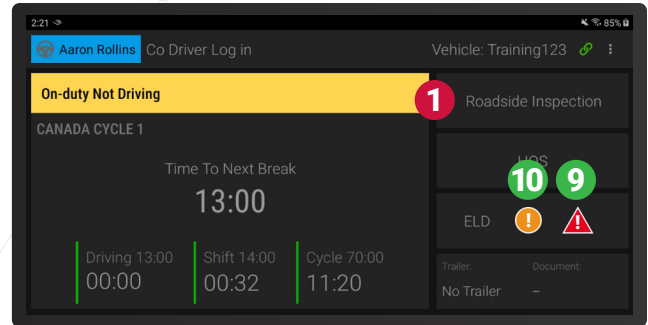 2:21 85%
Aaron Rollins Co Driver Log in Vehicle: Training123
On-duty Not Driving
1
Roadside Inspection
CANADA CYCLE 1
HOS
Time To Next Break
10 9
13:00
ELD ! !
Driving 13:00 Shift 14:00 Cycle 70:00
00:00 00:32 11:20
Trailer: Document:
No Trailer –